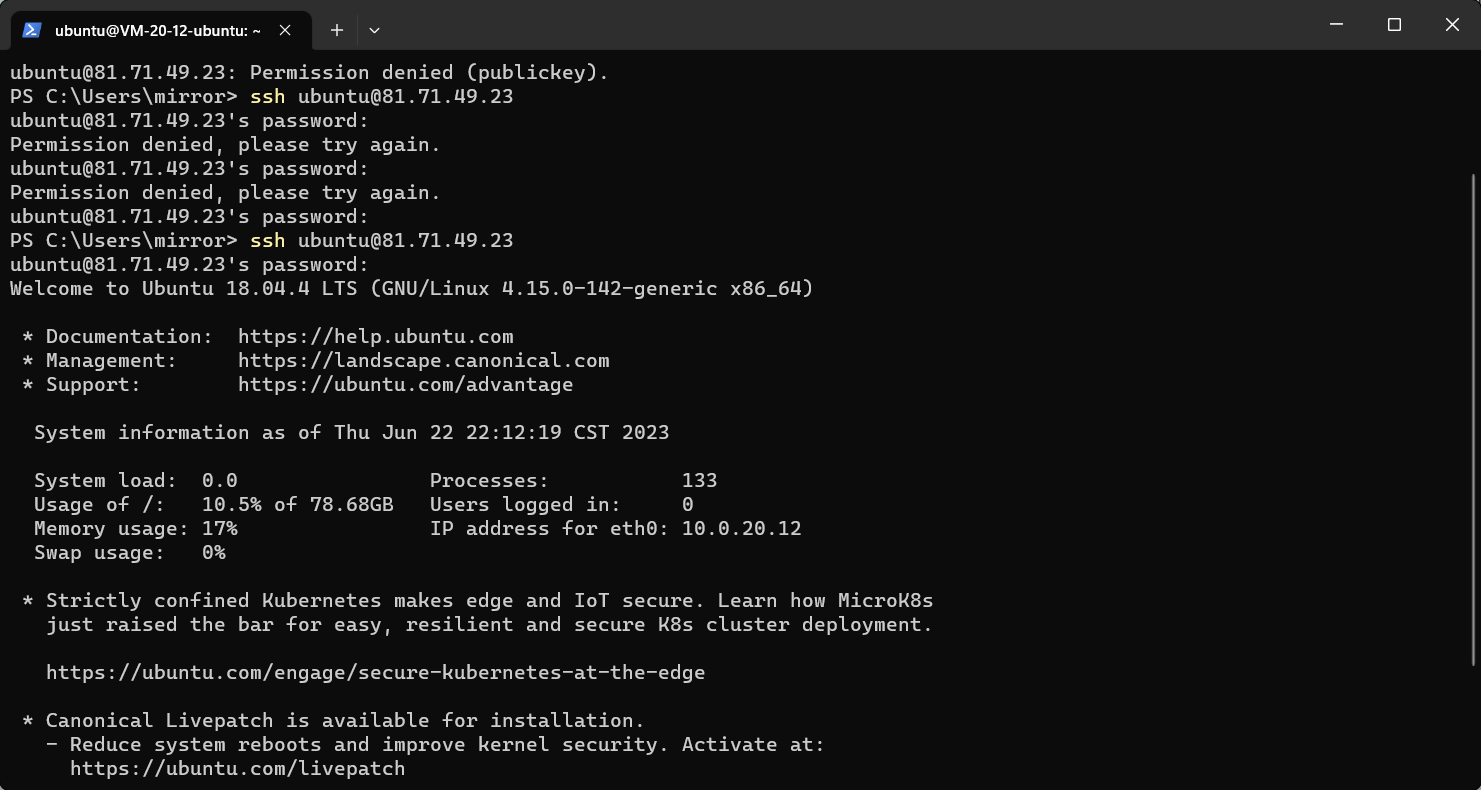 ubuntu@VM-20-12-ubuntu: ~
ubuntu@81.71.49.23: Permission denied (publickey).
PS C:\Users\mirror> ssh ubuntu@81.71.49.23
ubuntu@81.71.49.23's password:
Permission denied, please try again.
ubuntu@81.71.49.23's password:
Permission denied, please try again.
ubuntu@81.71.49.23's password:
PS C:\Users\mirror> ssh ubuntu@81.71.49.23
ubuntu@81.71.49.23's password:
Welcome to Ubuntu 18.04.4 LTS (GNU/Linux 4.15.0-142-generic x86_64)

 * Documentation:  https://help.ubuntu.com
 * Management:     https://landscape.canonical.com
 * Support:        https://ubuntu.com/advantage

  System information as of Thu Jun 22 22:12:19 CST 2023

  System load:  0.0                Processes:           133
  Usage of /:   10.5% of 78.68GB   Users logged in:     0
  Memory usage: 17%                IP address for eth0: 10.0.20.12
  Swap usage:   0%

 * Strictly confined Kubernetes makes edge and IoT secure. Learn how MicroK8s
   just raised the bar for easy, resilient and secure K8s cluster deployment.

   https://ubuntu.com/engage/secure-kubernetes-at-the-edge

 * Canonical Livepatch is available for installation.
   - Reduce system reboots and improve kernel security. Activate at:
     https://ubuntu.com/livepatch